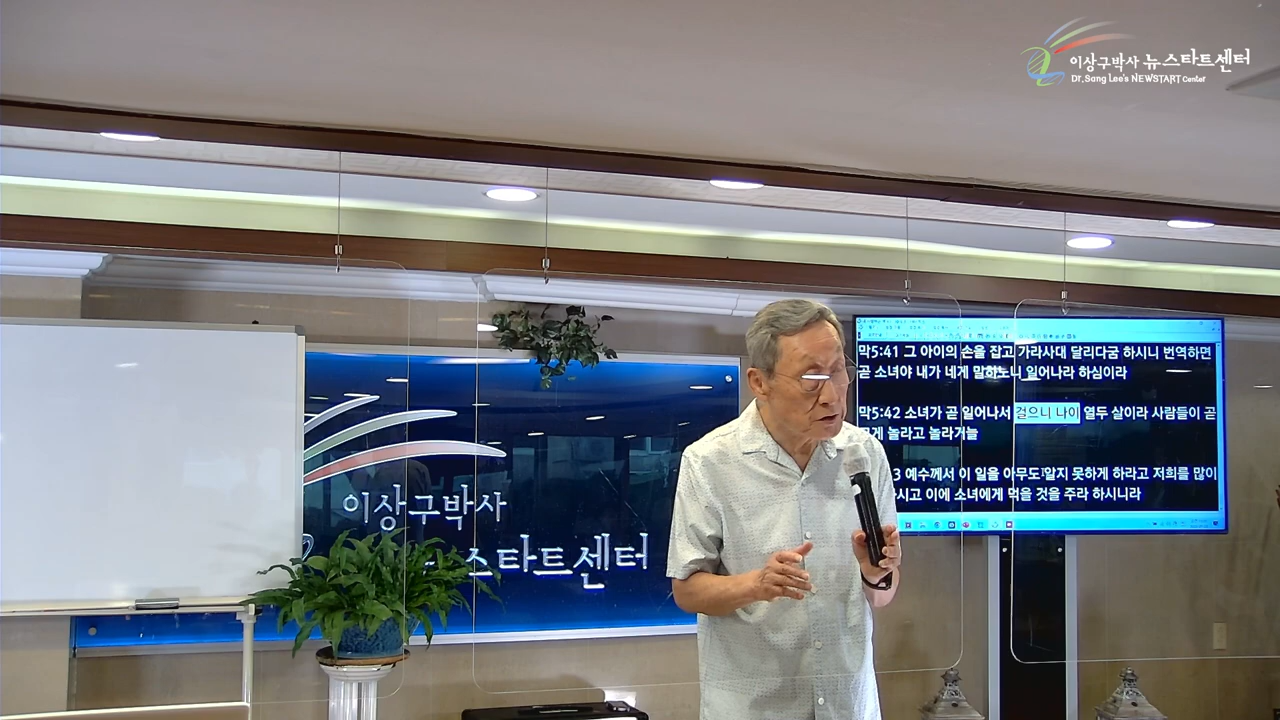 이상구박사 뉴스타트센터
Dr. Sang Lee's NEWSTART Center
막5:41 그 아이의 손을 잡고 가라사대 달리다굼 하시니 번역하면
곧 소녀야 내가 네게 말하노니 일어나라 하심이라
막5:42 소녀가 곧 일어나서 걸으니 나이 열두 살이라 사람들이 곧
게 놀라고 놀라거늘
3 예수께서 이 일을 아무도 알지 못하게 하라고 저희를 많이
하시고 이에 소녀에게 먹을 것을 주라 하시니라
이상구박사
스타트센터